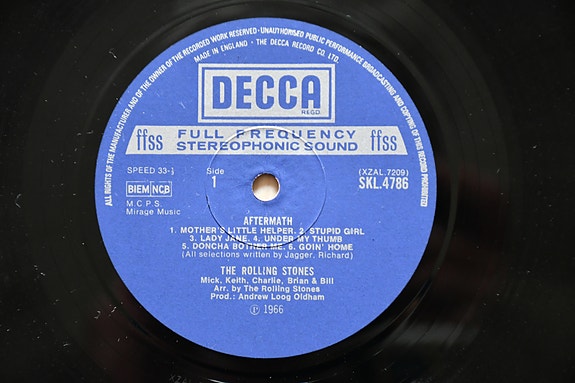 ALL RIGHTS OF THE MANUFACTURER AND OF THE OWNER OF THE RECORDED WORK RESERVED · UNAUTHORISED PUBLIC PERFORMANCE BROADCASTING AND COPYING OF THIS RECORD PROHIBITED
MADE IN ENGLAND · THE DECCA RECORD CO. LTD.
DECCA
REGD
ffss FULL FREQUENCY STEREOPHONIC SOUND ffss
SPEED 33-⅓ Side 1 (XZAL.7209)
BIEM NCB SKL.4786
M.C.P.S.
Mirage Music
AFTERMATH
1. MOTHER'S LITTLE HELPER. 2. STUPID GIRL
3. LADY JANE. 4. UNDER MY THUMB
5. DONCHA BOTHER ME. 6. GOIN' HOME
(All selections written by Jagger. Richard)
THE ROLLING STONES
Mick, Keith, Charlie, Brian & Bill
Arr. by The Rolling Stones
Prod.: Andrew Loog Oldham
℗ 1966